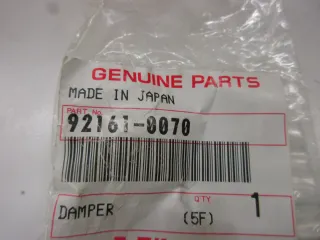 GENUINE PARTS
MADE IN JAPAN
PART No.
92161-0070
QTY
1
DAMPER (5F)